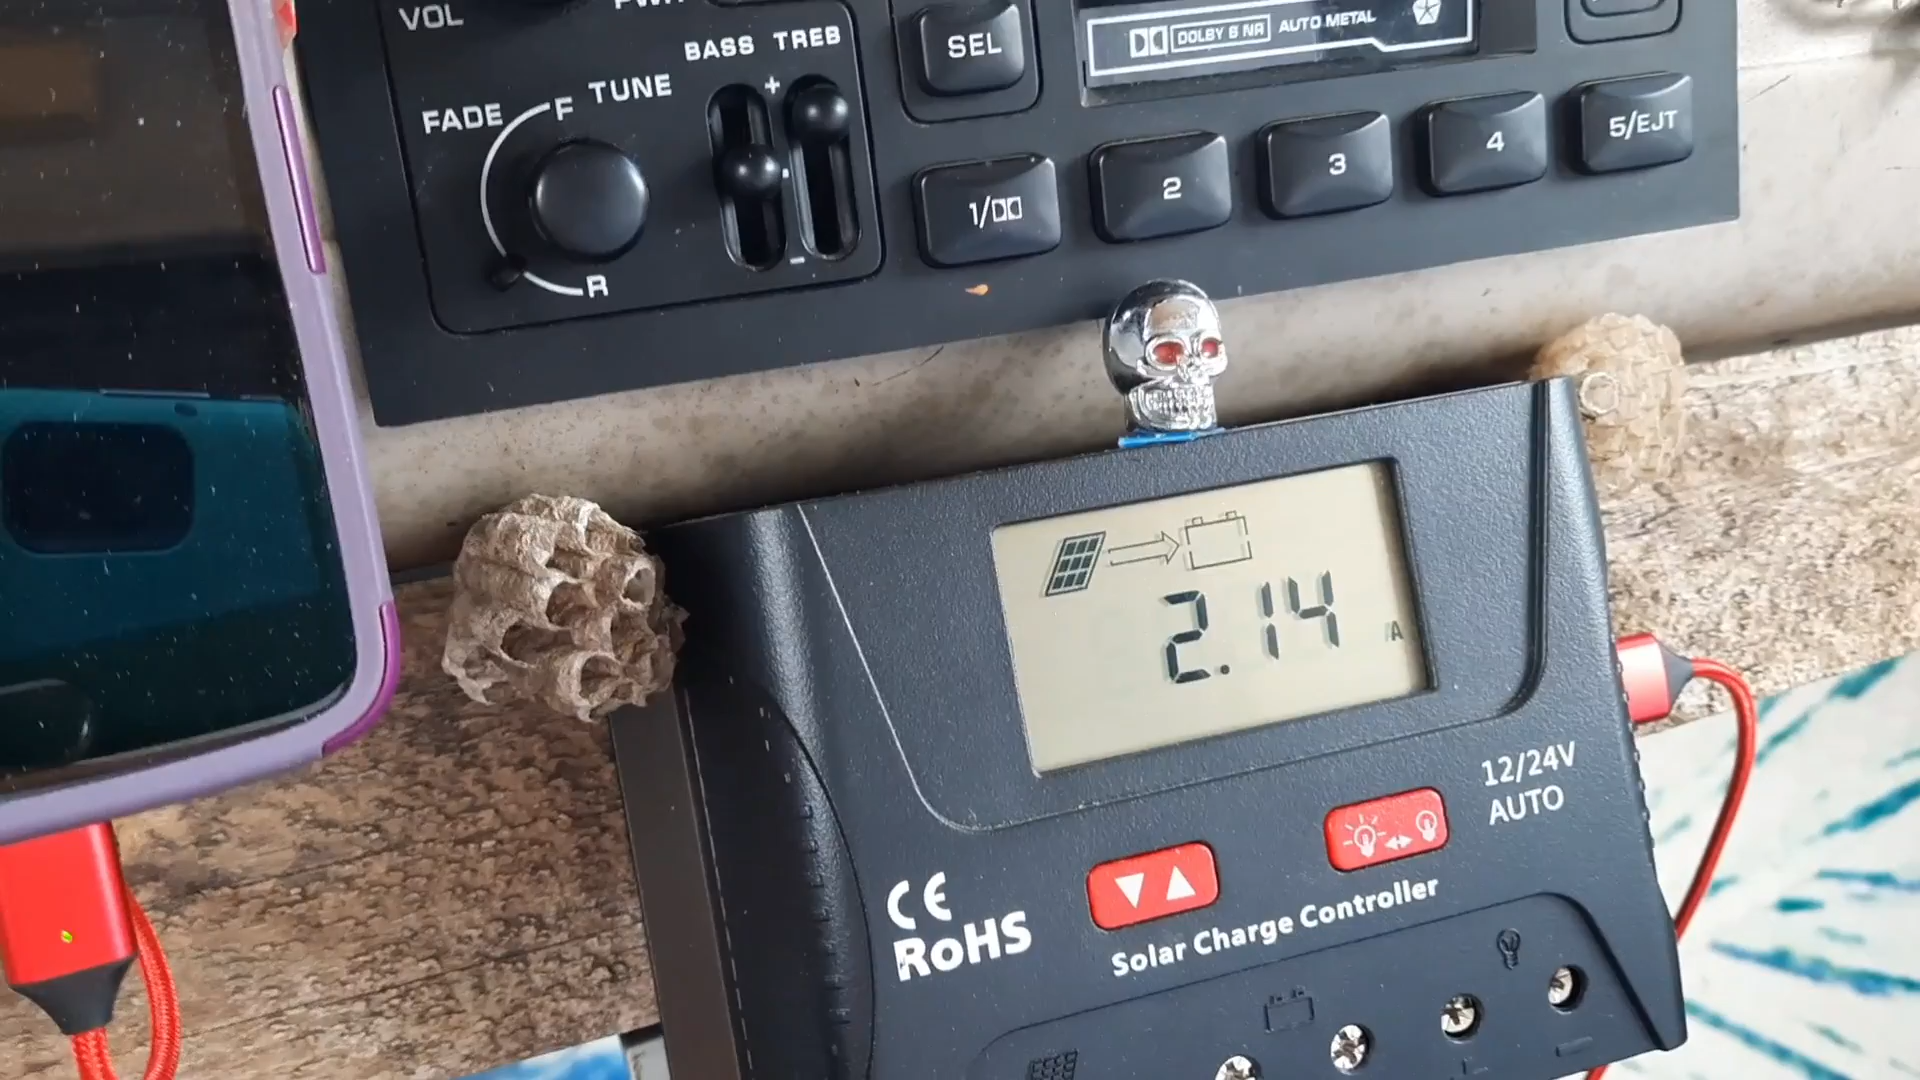 VOL
BASS TREB
+
TUNE
FADE
F
R
-
SEL
DOLBY B NR
AUTO METAL
1/
2
3
4
5/EJT
2.14
A
12/24V
AUTO
CE
RoHS
Solar Charge Controller